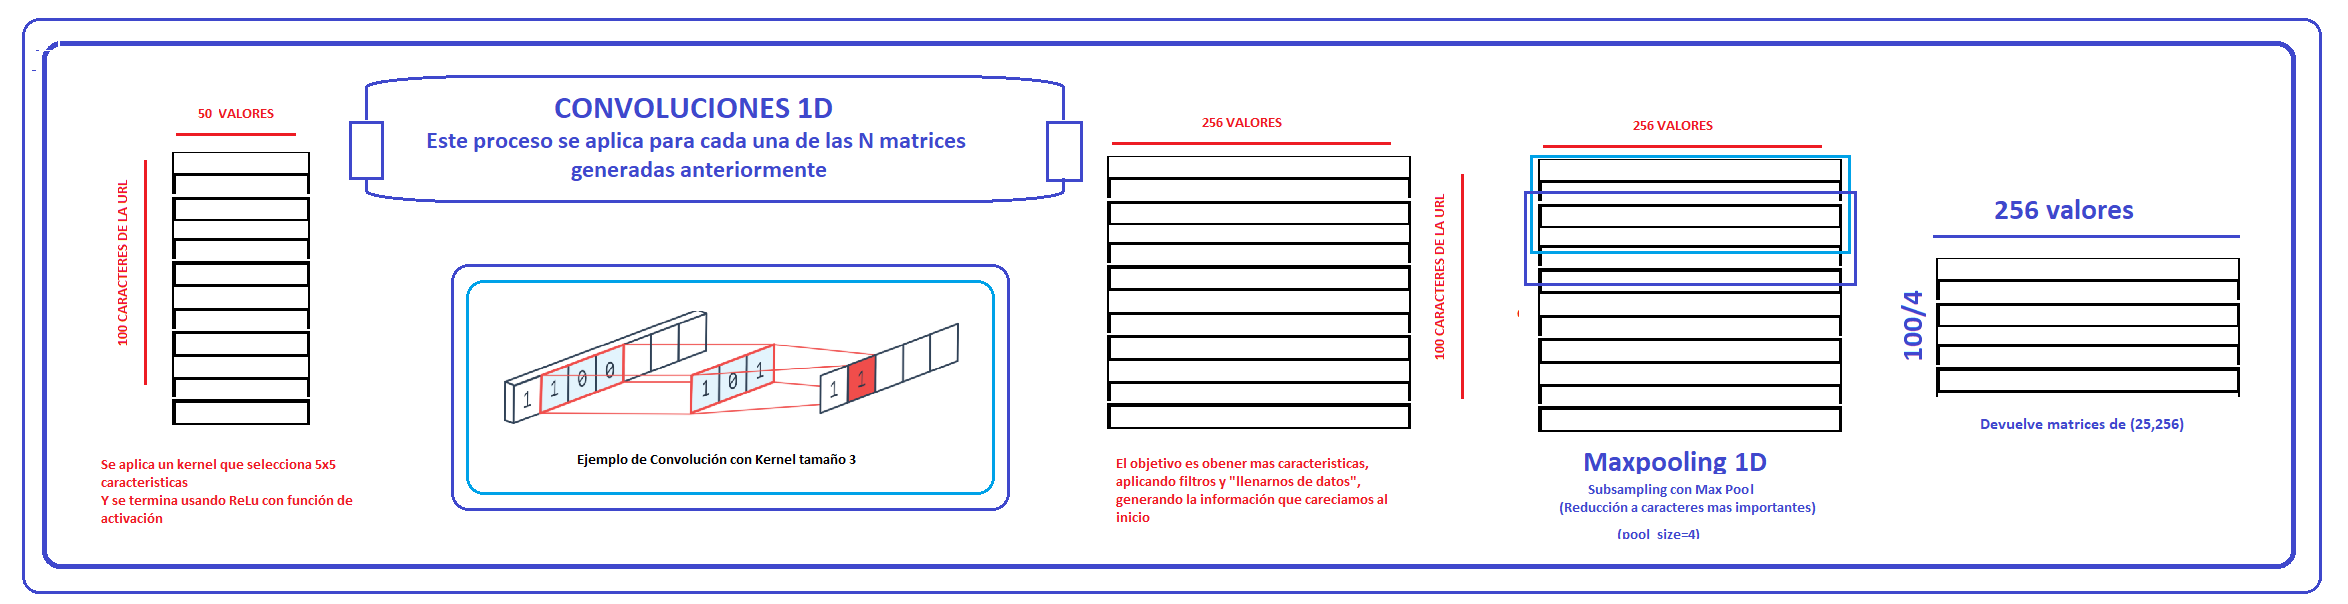 50 VALORES
100 CARACTERES DE LA URL
Se aplica un kernel que selecciona 5x5
caracteristicas
Y se termina usando ReLu con función de
activación
CONVOLUCIONES 1D
Este proceso se aplica para cada una de las N matrices
generadas anteriormente
1 1 0 0
1 0 1
1 1
Ejemplo de Convolución con Kernel tamaño 3
256 VALORES
100 CARACTERES DE LA URL
El objetivo es obener mas caracteristicas,
aplicando filtros y "llenarnos de datos",
generando la información que careciamos al
inicio
256 VALORES
Maxpooling 1D
Subsampling con Max Pool
(Reducción a caracteres mas importantes)
(pool_size=4)
256 valores
100/4
Devuelve matrices de (25,256)